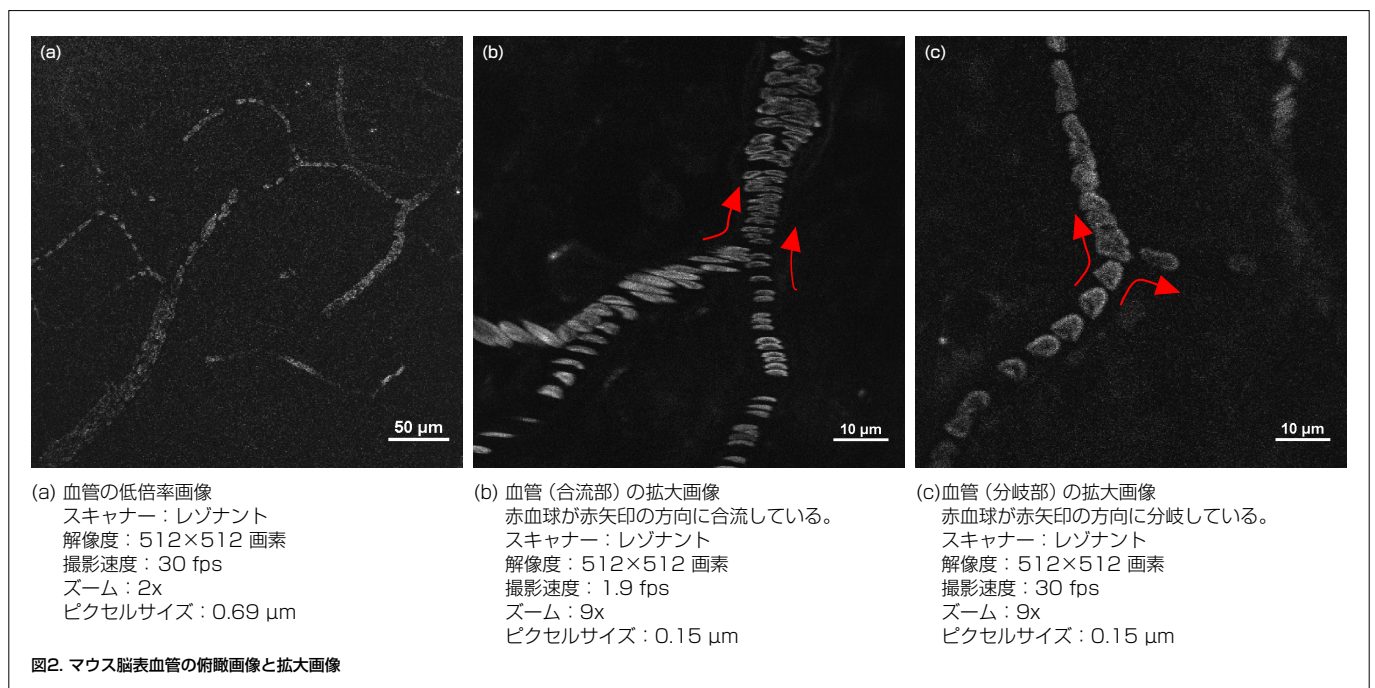 (a)
50 µm
(b)
10 µm
(c)
10 µm
(a) 血管の低倍率画像
スキャナー：レゾナント
解像度：512×512 画素
撮影速度：30 fps
ズーム：2x
ピクセルサイズ：0.69 µm
(b) 血管（合流部）の拡大画像
赤血球が赤矢印の方向に合流している。
スキャナー：レゾナント
解像度：512×512 画素
撮影速度：1.9 fps
ズーム：9x
ピクセルサイズ：0.15 µm
(c)血管（分岐部）の拡大画像
赤血球が赤矢印の方向に分岐している。
スキャナー：レゾナント
解像度：512×512 画素
撮影速度：30 fps
ズーム：9x
ピクセルサイズ：0.15 µm
図2. マウス脳表血管の俯瞰画像と拡大画像